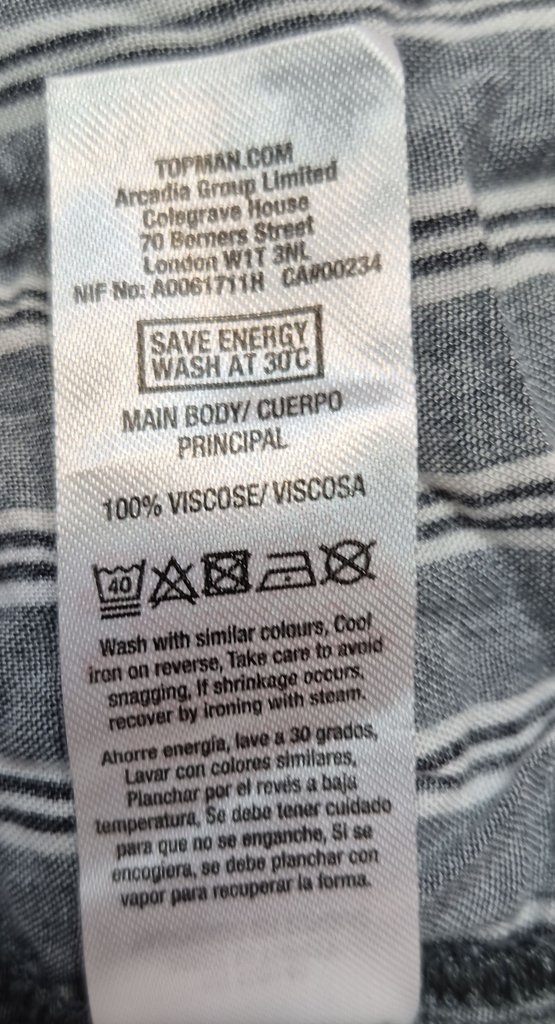 TOPMAN.COM
Arcadia Group Limited
Colegrave House
70 Berners Street
London W1T 3NL
NIF No: A0061711H CA#00234
SAVE ENERGY
WASH AT 30°C
MAIN BODY/ CUERPO
PRINCIPAL
100% VISCOSE/ VISCOSA
40
Wash with similar colours, Cool
iron on reverse, Take care to avoid
snagging, If shrinkage occurs,
recover by ironing with steam.
Ahorre energía, lave a 30 grados,
Lavar con colores similares,
Planchar por el revés a baja
temperatura, Se debe tener cuidado
para que no se enganche, Si se
encogiera, se debe planchar con
vapor para recuperar la forma.